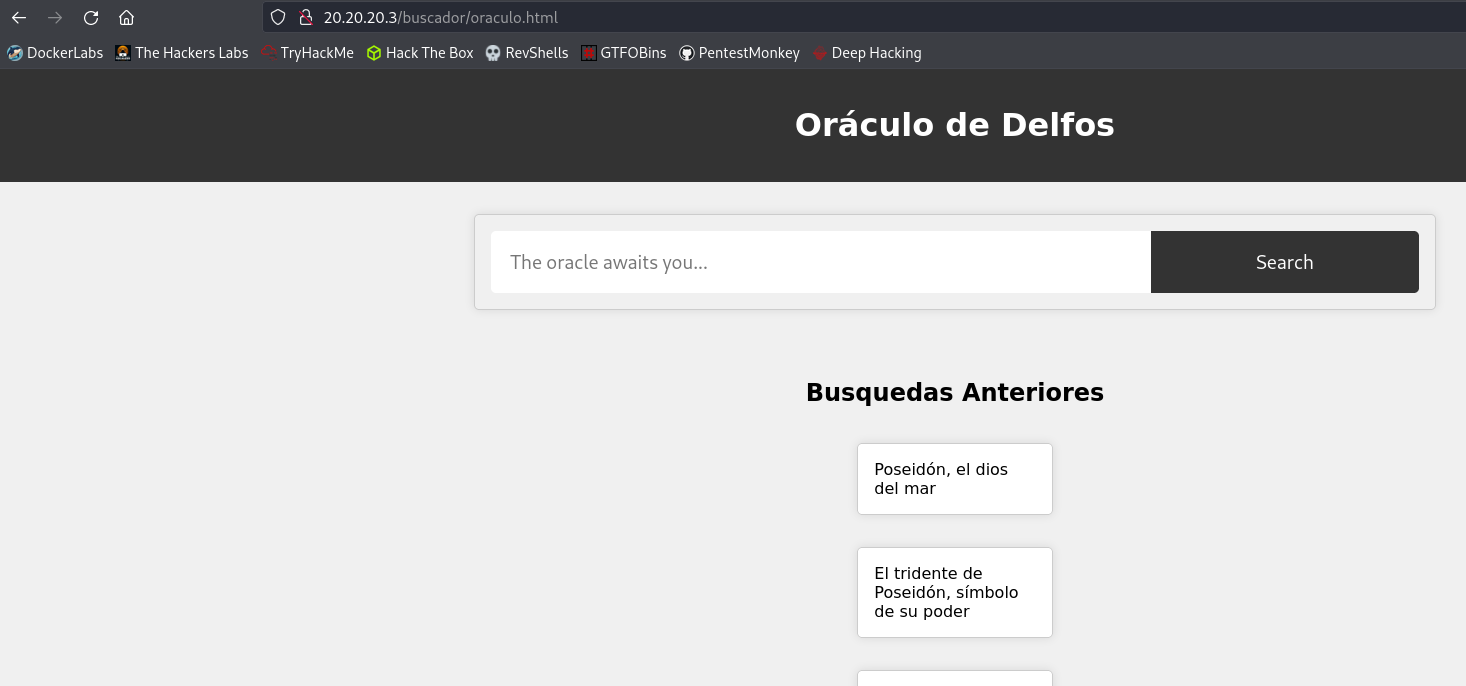 20.20.20.3/buscador/oraculo.html
DockerLabs The Hackers Labs TryHackMe Hack The Box RevShells GTFOBins PentestMonkey Deep Hacking
Oráculo de Delfos
The oracle awaits you... Search
Busquedas Anteriores
Poseidón, el dios
del mar
El tridente de
Poseidón, símbolo
de su poder